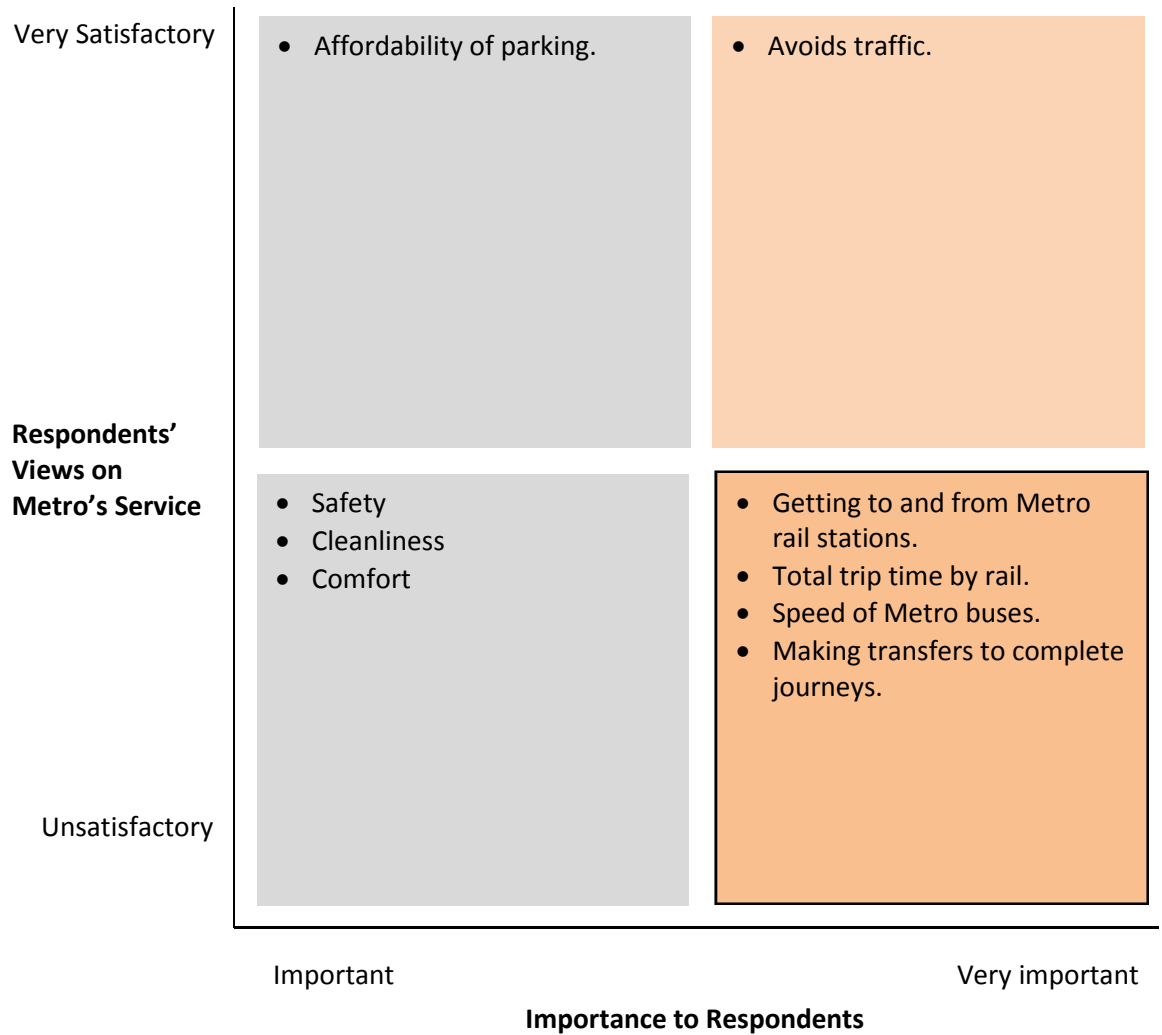 Very Satisfactory
• Affordability of parking.
• Avoids traffic.
Respondents’
Views on
Metro’s Service
• Safety
• Cleanliness
• Comfort
• Getting to and from Metro
rail stations.
• Total trip time by rail.
• Speed of Metro buses.
• Making transfers to complete
journeys.
Unsatisfactory
Important
Very important
Importance to Respondents